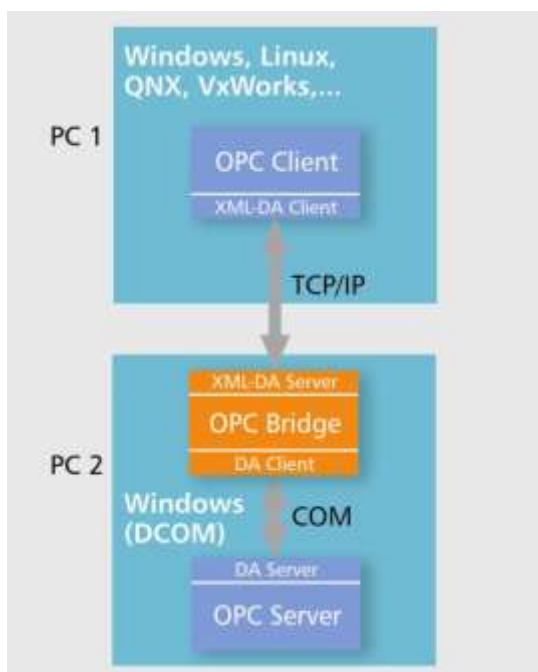 Windows, Linux,
QNX, VxWorks,...
PC 1
OPC Client
XML-DA Client
TCP/IP
XML-DA Server
OPC Bridge
DA Client
PC 2
Windows
(DCOM)
COM
DA Server
OPC Server